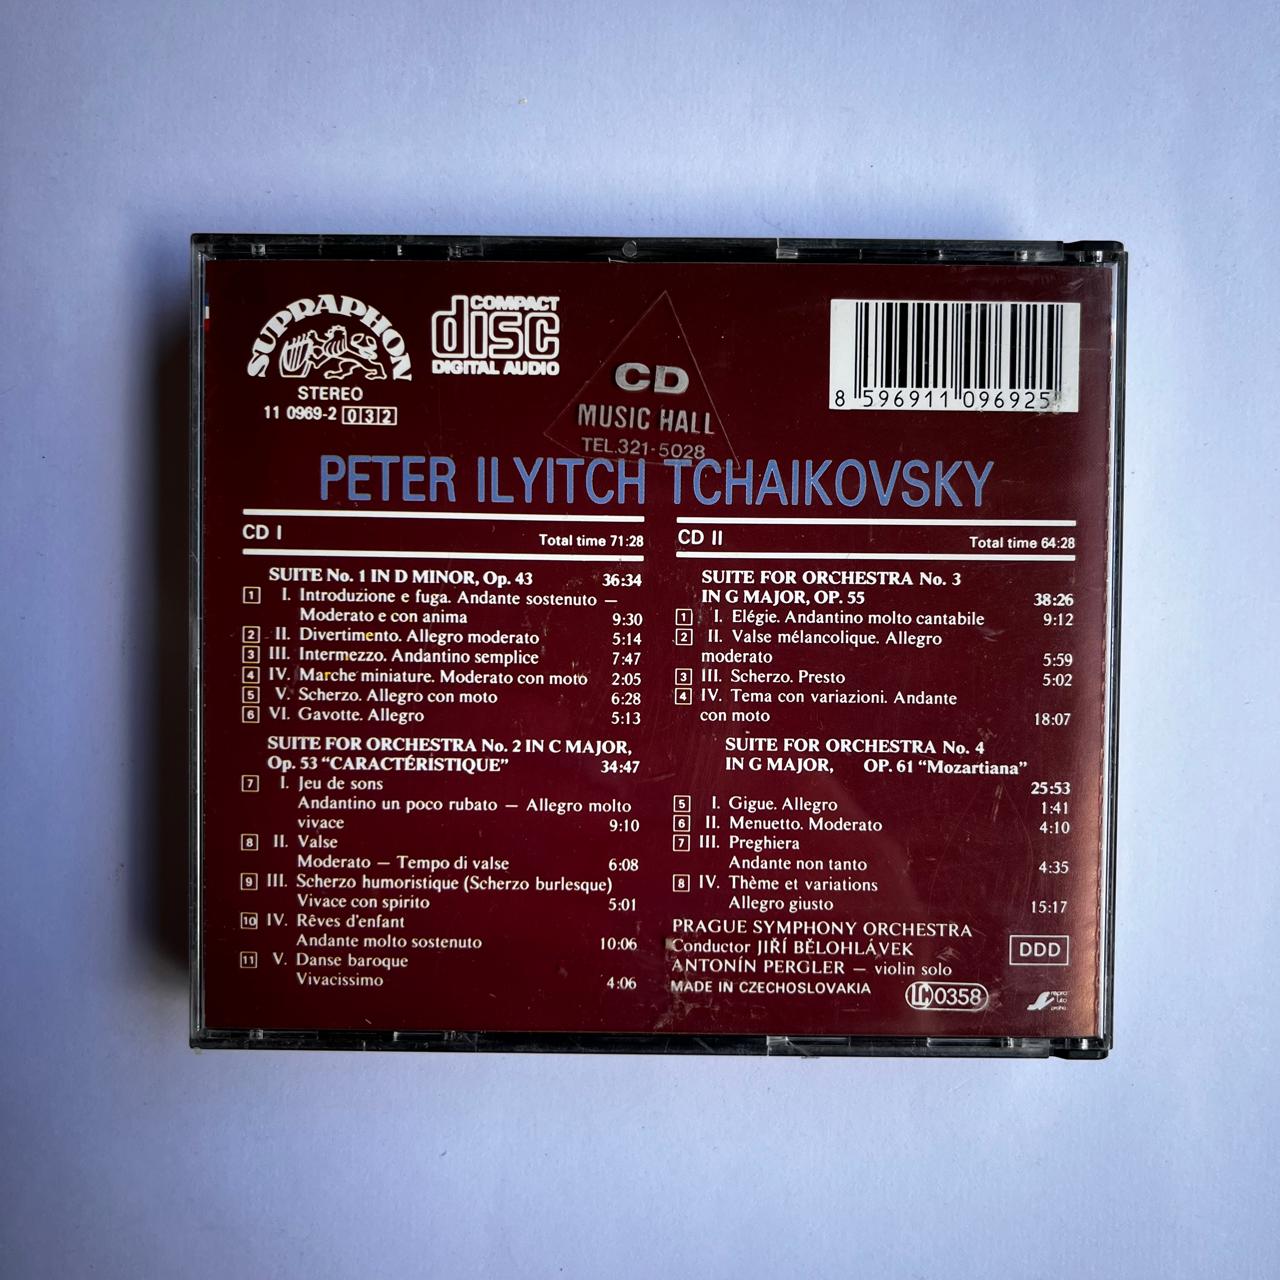 SUPRAPHON
COMPACT
disc
DIGITAL AUDIO
STEREO
11 0969-2 032
CD
MUSIC HALL
TEL.321-5028
8 596911 096925
PETER ILYITCH TCHAIKOVSKY
CD I Total time 71:28
SUITE No. 1 IN D MINOR, Op. 43 36:34
1 I. Introduzione e fuga. Andante sostenuto —
Moderato e con anima 9:30
2 II. Divertimento. Allegro moderato 5:14
3 III. Intermezzo. Andantino semplice 7:47
4 IV. Marche miniature. Moderato con moto 2:05
5 V. Scherzo. Allegro con moto 6:28
6 VI. Gavotte. Allegro 5:13
SUITE FOR ORCHESTRA No. 2 IN C MAJOR,
Op. 53 “CARACTÉRÍSTIQUE” 34:47
7 I. Jeu de sons
Andantino un poco rubato — Allegro molto
vivace 9:10
8 II. Valse
Moderato — Tempo di valse 6:08
9 III. Scherzo humoristique (Scherzo burlesque)
Vivace con spirito 5:01
10 IV. Rêves d'enfant
Andante molto sostenuto 10:06
11 V. Danse baroque
Vivacissimo 4:06
CD II Total time 64:28
SUITE FOR ORCHESTRA No. 3
IN G MAJOR, OP. 55 38:26
1 I. Elégie. Andantino molto cantabile 9:12
2 II. Valse mélancolique. Allegro
moderato 5:59
3 III. Scherzo. Presto 5:02
4 IV. Tema con variazioni. Andante
con moto 18:07
SUITE FOR ORCHESTRA No. 4
IN G MAJOR, OP. 61 “Mozartiana”
25:53
5 I. Gigue. Allegro 1:41
6 II. Menuetto. Moderato 4:10
7 III. Preghiera
Andante non tanto 4:35
8 IV. Thème et variations
Allegro giusto 15:17
PRAGUE SYMPHONY ORCHESTRA
Conductor JIŘÍ BĚLOHLÁVEK
ANTONÍN PERGLER — violin solo
MADE IN CZECHOSLOVAKIA
LC 0358
DDD